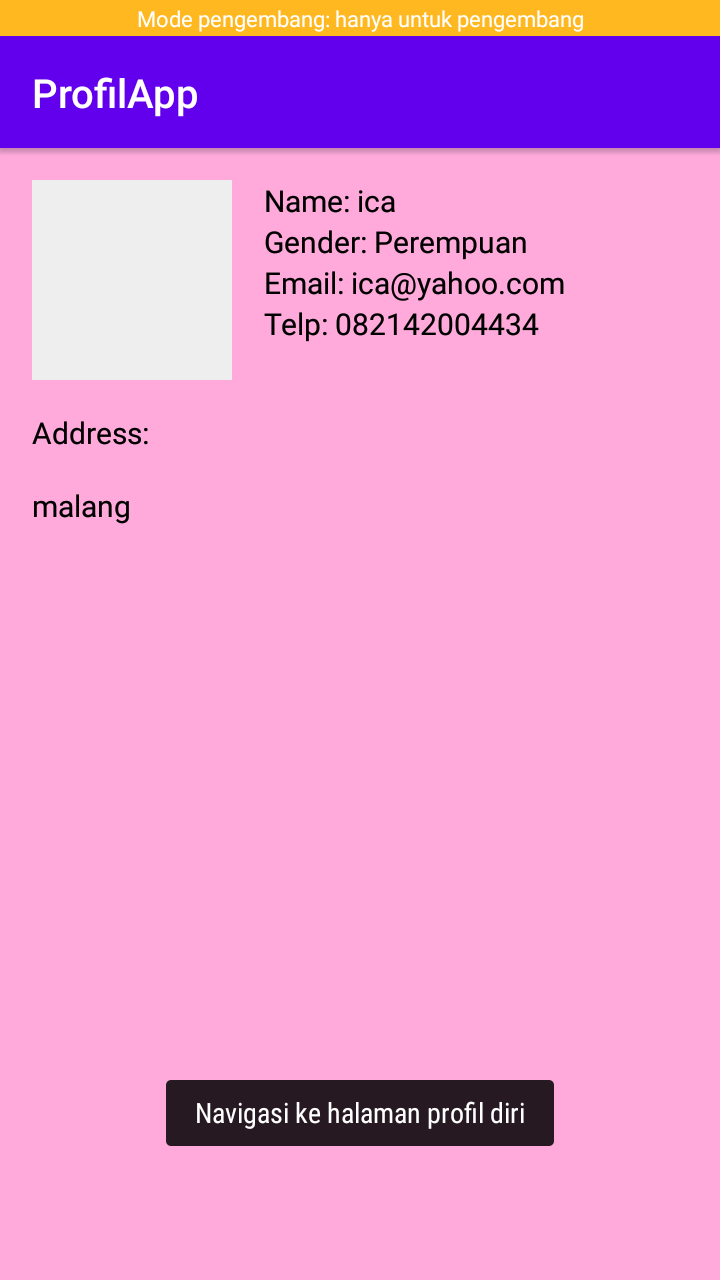 Mode pengembang: hanya untuk pengembang
ProfilApp
Name: ica
Gender: Perempuan
Email: ica@yahoo.com
Telp: 082142004434
Address:
malang
Navigasi ke halaman profil diri